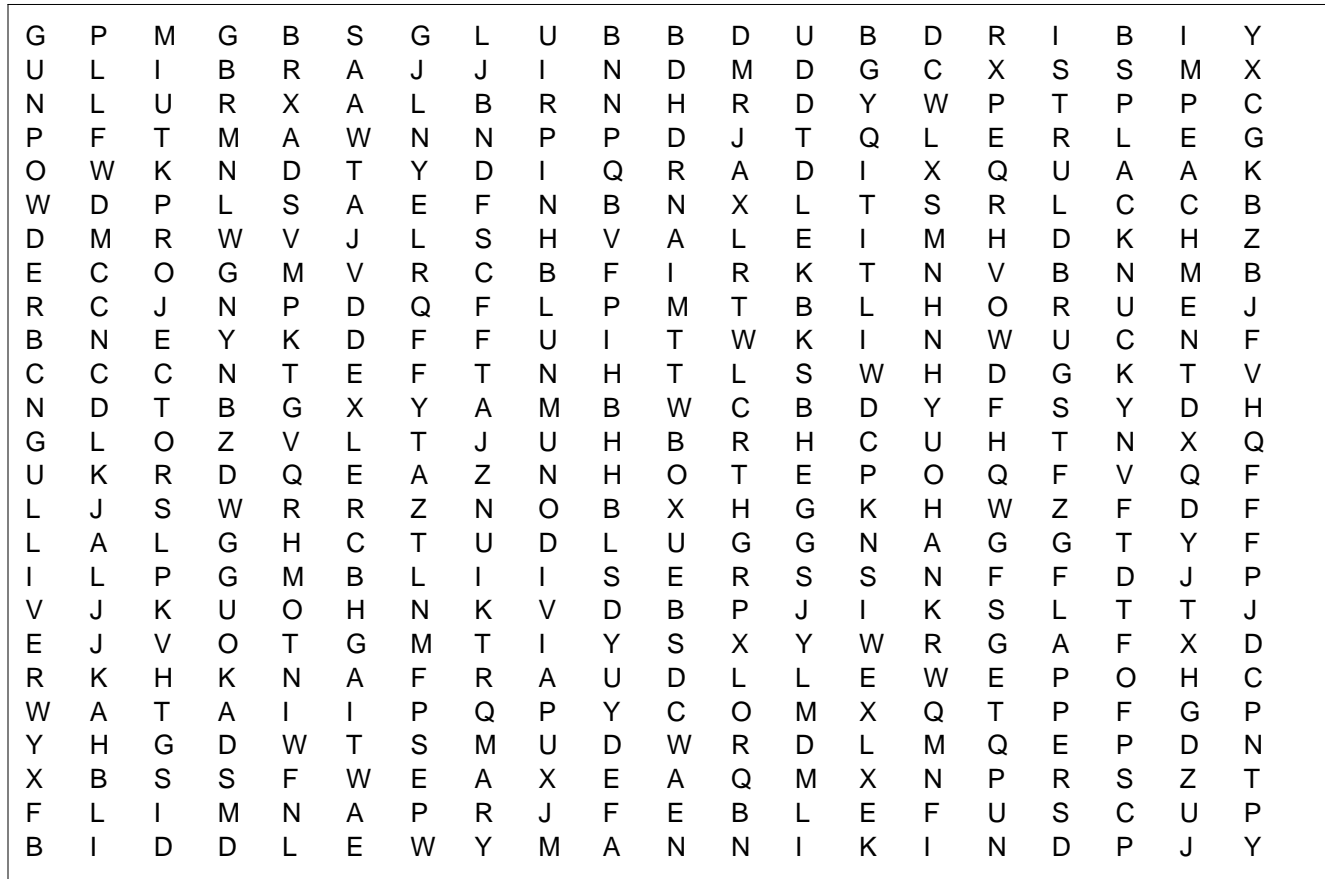 G P M G B S G L U B B D U B D R I B I Y
U L I B R A J J I N D M D G C X S S M X
N L U R X A L B R N H R D Y W P T P P C
P F T M A W N N P P D J T Q L E R L E G
O W K N D T Y D I Q R A D I X Q U A A K
W D P L S A E F N B N X L T S R L C C B
D M R W V J L S H V A L E I M H D K H Z
E C O G M V R C B F I R K T N V B N M B
R C J N P D Q F L P M T B L H O R U E J
B N E Y K D F F U I T W K I N W U C N F
C C C N T E F T N H T L S W H D G K T V
N D T B G X Y A M B W C B D Y F S Y D H
G L O Z V L T J U H B R H C U H T N X Q
U K R D Q E A Z N H O T E P O Q F V Q F
L J S W R R Z N O B X H G K H W Z F D F
L A L G H C T U D L U G G N A G G T Y F
I L P G M B L I I S E R S S N F F D J P
V J K U O H N K V D B P J I K S L T T J
E J V O T G M T I Y S X Y W R G A F X D
R K H K N A F R A U D L L E W E P O H C
W A T A I I P Q P Y C O M X Q T P F G P
Y H G D W T S M U D W R D L M Q E P D N
X B S S F W E A X E A Q M X N P R S Z T
F L I M N A P R J F E B L E F U S C U P
B I D D L E W Y M A N N I K I N D P J Y